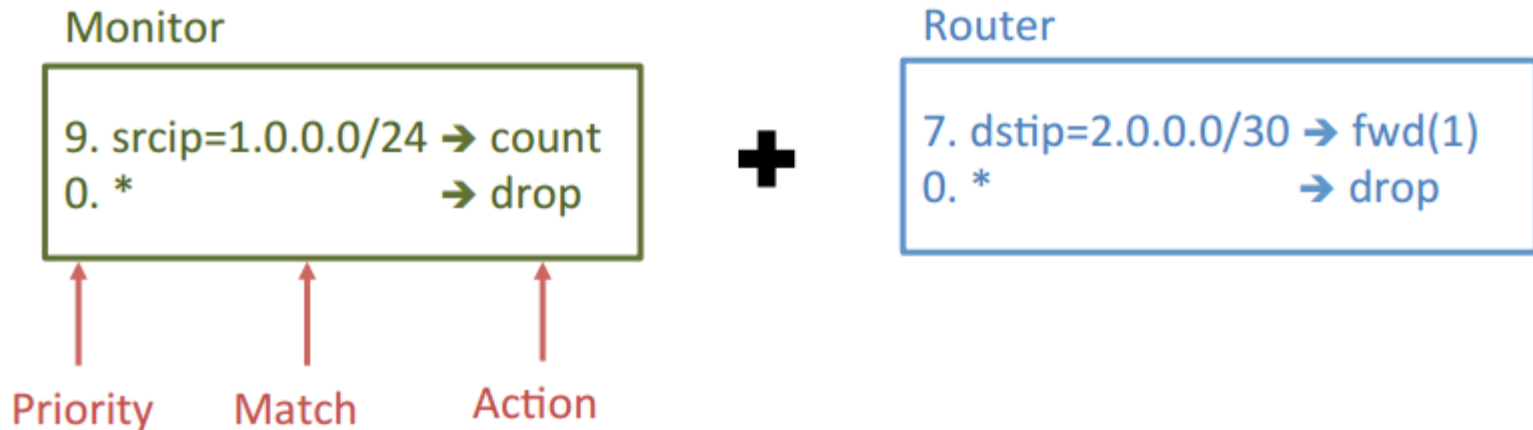 Monitor
9. srcip=1.0.0.0/24 ➔ count
0. * ➔ drop
Priority
Match
Action
Router
7. dstip=2.0.0.0/30 ➔ fwd(1)
0. * ➔ drop